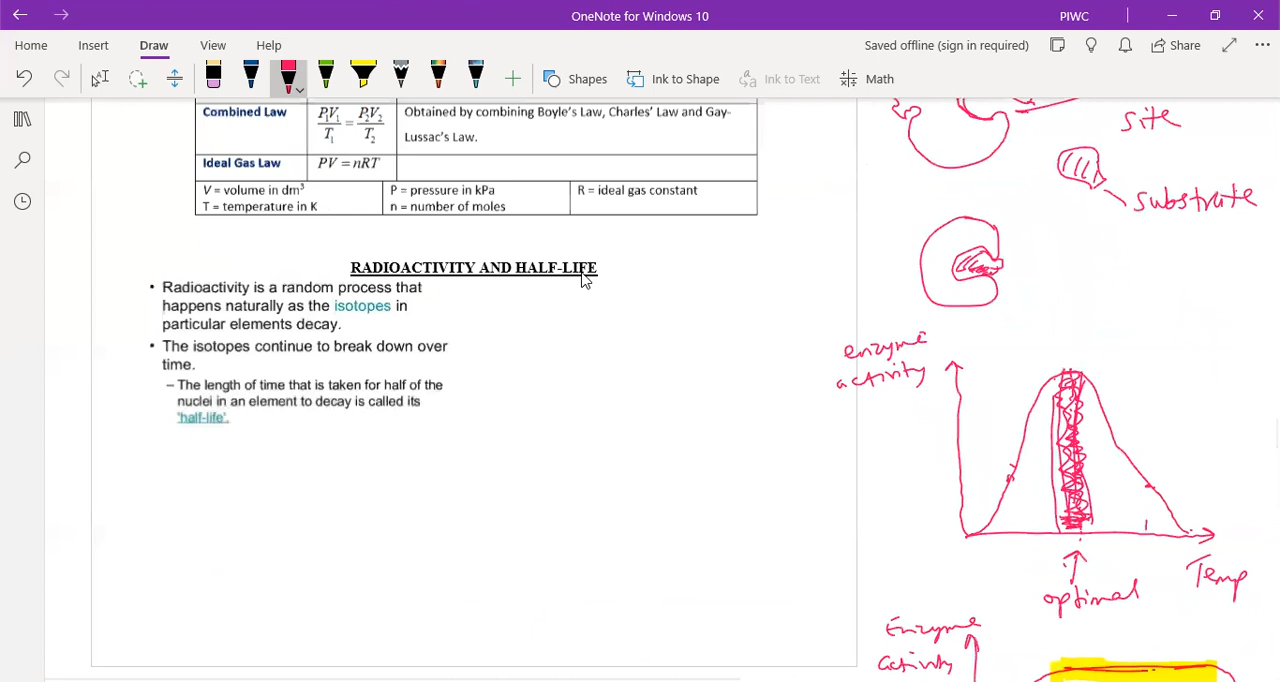 OneNote for Windows 10
PIWC
Home Insert Draw View Help
Saved offline (sign in required)
Share
Shapes
Ink to Shape
Ink to Text
Math
Combined Law
P₁V₁/T₁ = P₂V₂/T₂
Obtained by combining Boyle's Law, Charles' Law and Gay-
Lussac's Law.
Ideal Gas Law
PV = nRT
V = volume in dm³
T = temperature in K
P = pressure in kPa
n = number of moles
R = ideal gas constant
RADIOACTIVITY AND HALF-LIFE
• Radioactivity is a random process that
happens naturally as the isotopes in
particular elements decay.
• The isotopes continue to break down over
time.
– The length of time that is taken for half of the
nuclei in an element to decay is called its
'half-life'.
site
substrate
enzyme
activity
Temp
optimal
Enzyme
activity